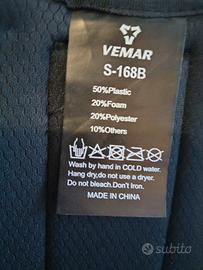 VEMAR
S-168B
50%Plastic
20%Foam
20%Polyester
10%Others
Wash by hand in COLD water.
Hang dry,do not use a dryer.
Do not bleach.Don't Iron.
MADE IN CHINA
subito